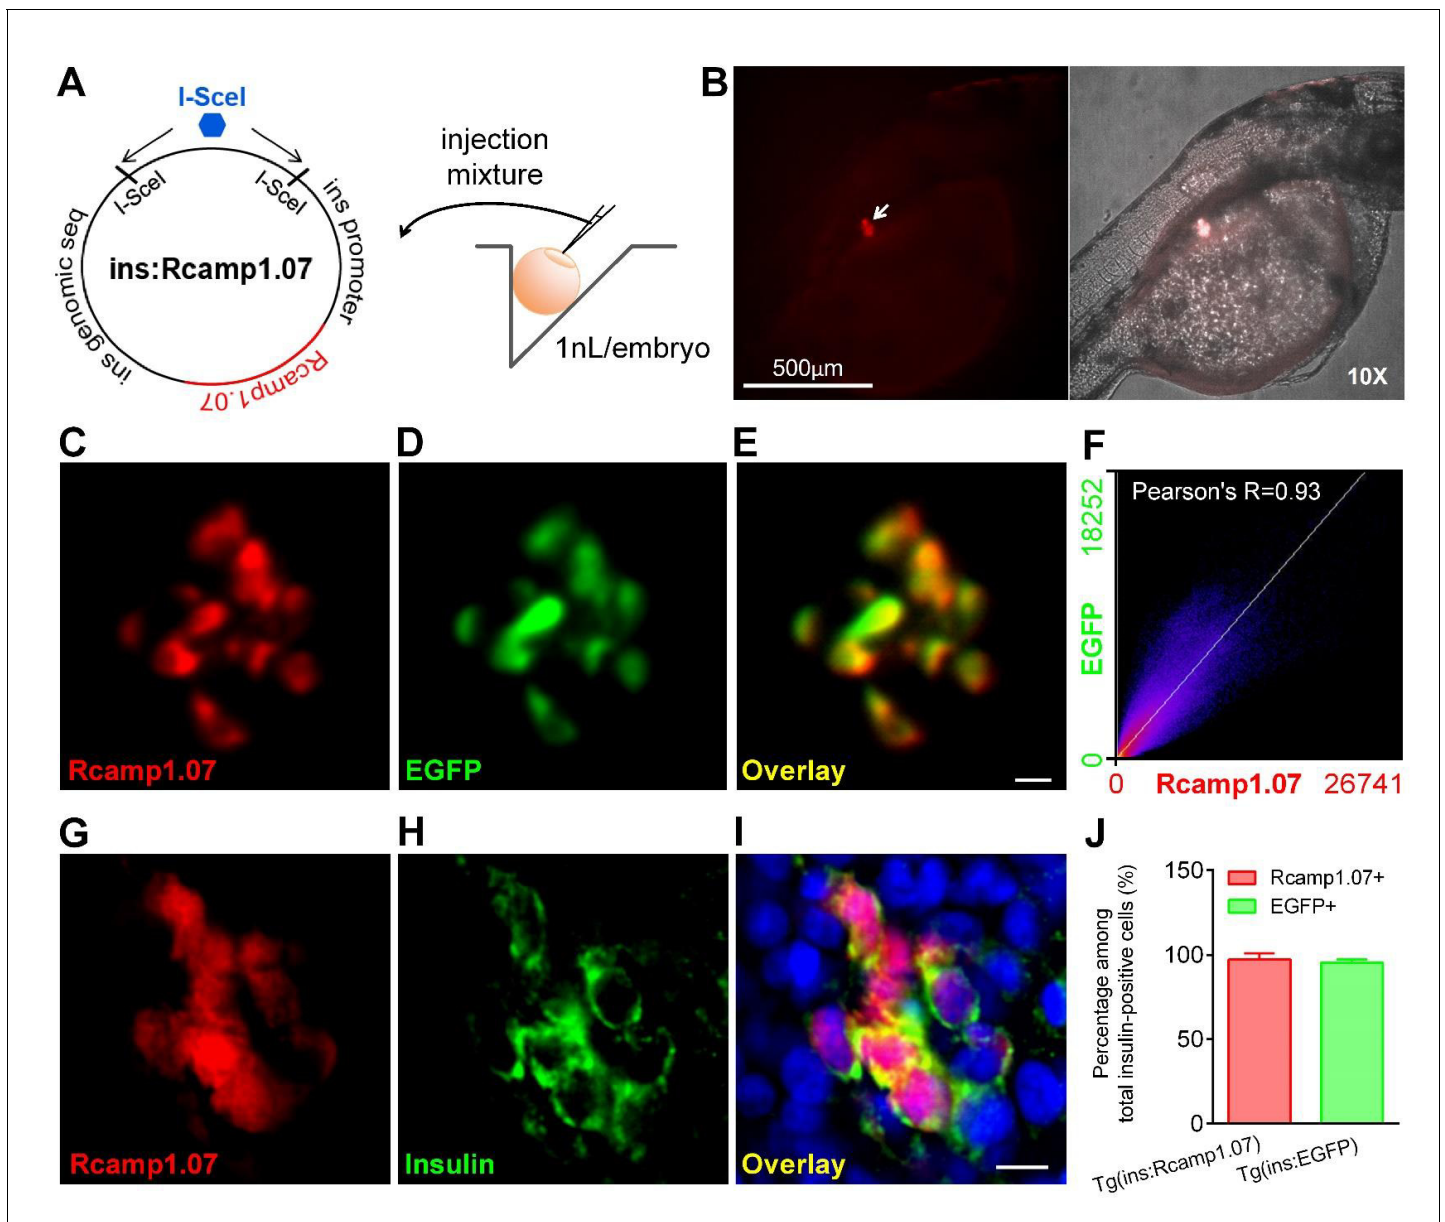 A
I-SceI
I-SceI
I-SceI
ins promoter
ins genomic seq
ins:Rcamp1.07
Rcamp1.07
injection
mixture
1nL/embryo
B
500µm
10X
C
Rcamp1.07
D
EGFP
E
Overlay
F
Pearson's R=0.93
18252
EGFP
0
0 Rcamp1.07 26741
G
Rcamp1.07
H
Insulin
I
Overlay
J
Percentage among
total insulin-positive cells (%)
150
100
50
0
Rcamp1.07+
EGFP+
Tg(ins:Rcamp1.07)
Tg(ins:EGFP)